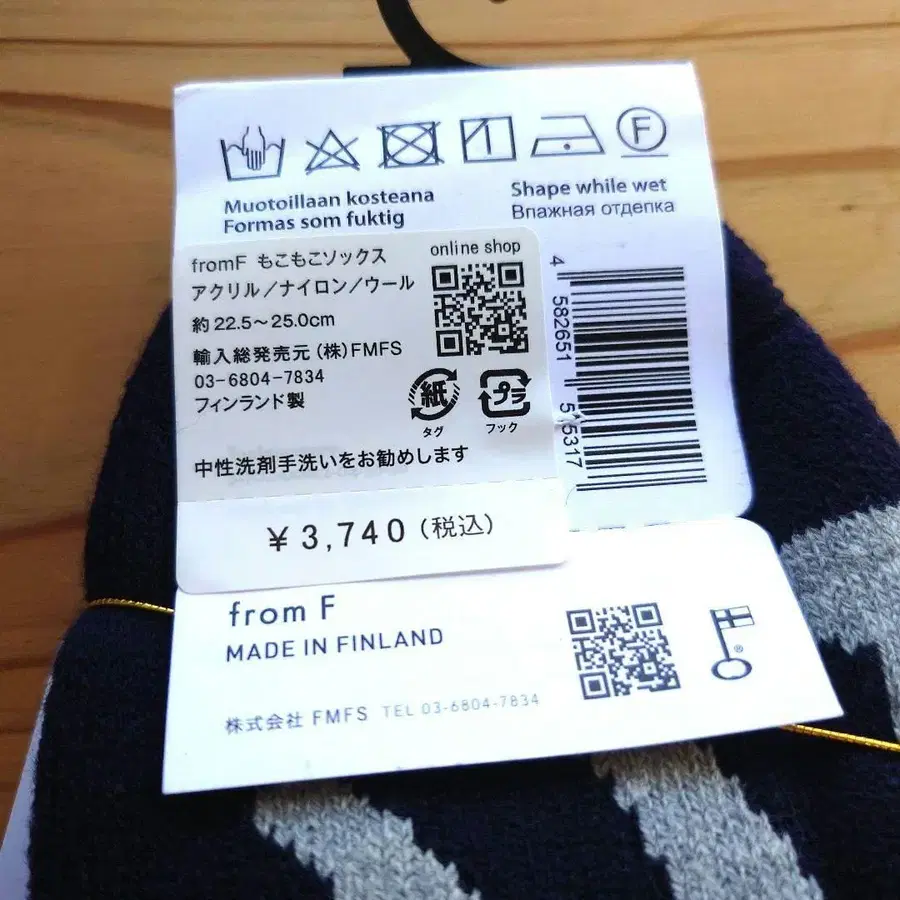 F
Muotoillaan kosteana
Formas som fuktig
Shape while wet
Влажная отделка
fromF もこもこソックス
アクリル／ナイロン／ウール
約22.5～25.0cm
輸入総発売元 (株)FMFS
03-6804-7834
フィンランド製
online shop
紙
タグ
プラ
フック
中性洗剤手洗いをお勧めします
¥3,740 (税込)
4 582651 515317
from F
MADE IN FINLAND
株式会社 FMFS TEL 03-6804-7834
®